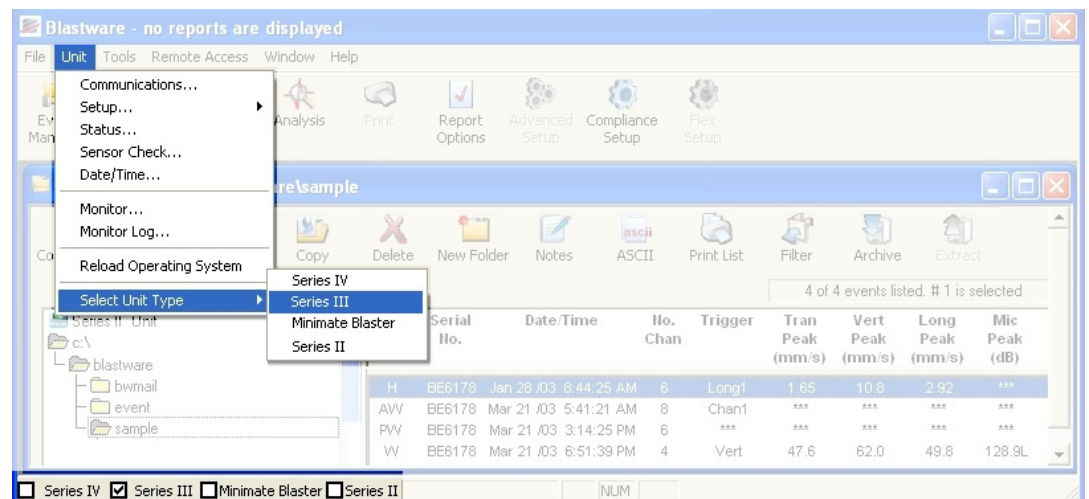 Blastware - no reports are displayed
File Unit Tools Remote Access Window Help
Communications...
Setup...
Status...
Sensor Check...
Date/Time...
Monitor...
Monitor Log...
Reload Operating System
Select Unit Type
Series IV
Series III
Minimate Blaster
Series II
Analysis Print Report Options Advanced Setup Compliance Setup Flex Setup
Copy Delete New Folder Notes ascii ASCII Print List Filter Archive Extract
4 of 4 events listed. # 1 is selected
Series II Unit
c:\
blastware
bwmail
event
sample
Serial No. Date/Time No. Chan Trigger Tran Peak (mm/s) Vert Peak (mm/s) Long Peak (mm/s) Mic Peak (dB)
H BE6178 Jan 28 /03 8:44:25 AM 6 Long1 1.65 10.8 2.92 ***
AVV BE6178 Mar 21 /03 5:41:21 AM 8 Chan1 *** *** *** ***
PVV BE6178 Mar 21 /03 3:14:25 PM 6 *** *** *** *** ***
W BE6178 Mar 21 /03 6:51:39 PM 4 Vert 47.6 62.0 49.8 128.9L
Series IV Series III Minimate Blaster Series II NUM